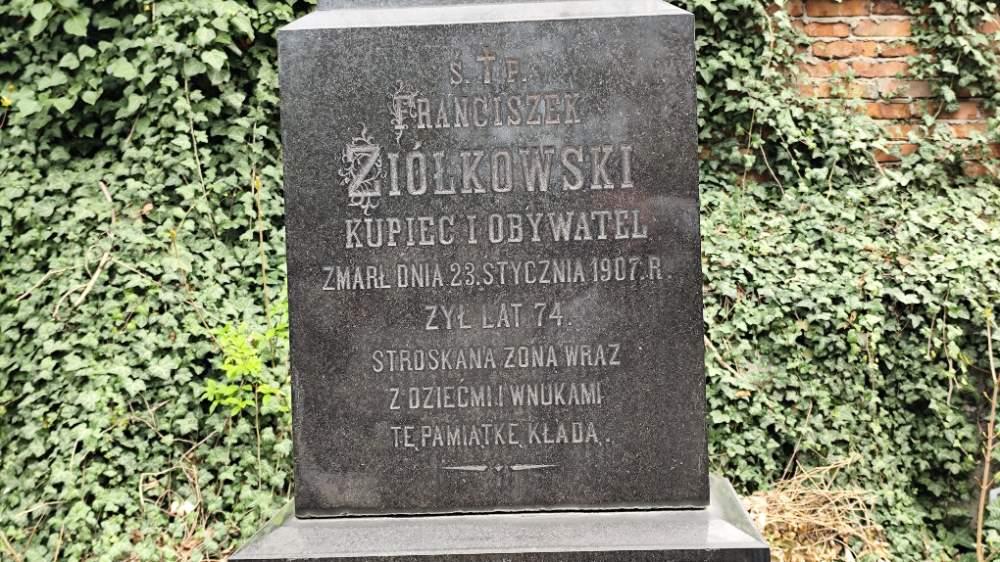 Ś. † P.
FRANCISZEK
ZIÓŁKOWSKI
KUPIEC I OBYWATEL
ZMARŁ DNIA 23. STYCZNIA 1907. R.
ŻYŁ LAT 74.
STROSKANA ŻONA WRAZ
Z DZIEĆMI I WNUKAMI
TĘ PAMIĄTKĘ KŁADĄ.